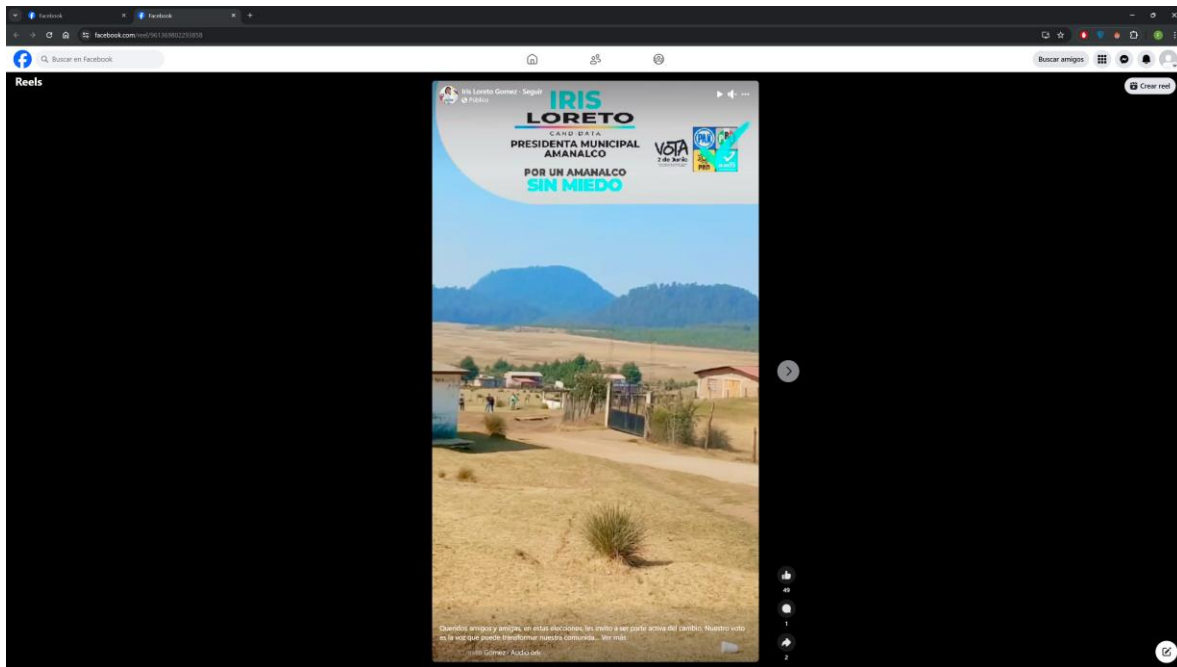 Facebook
Facebook
facebook.com/reel/961369802293858
Buscar en Facebook
Buscar amigos
Reels
Crear reel
Iris Loreto Gomez · Seguir
Público
IRIS
LORETO
CANDIDATA
PRESIDENTA MUNICIPAL
AMANALCO
POR UN AMANALCO
SIN MIEDO
VOTA
2 de Junio
PAN
PRD
49
1
2
Queridos amigos y amigas, en estas elecciones, les invito a ser parte activa del cambio. Nuestro voto
es la voz que puede transformar nuestra comunida... Ver más
Gómez · Audio ori